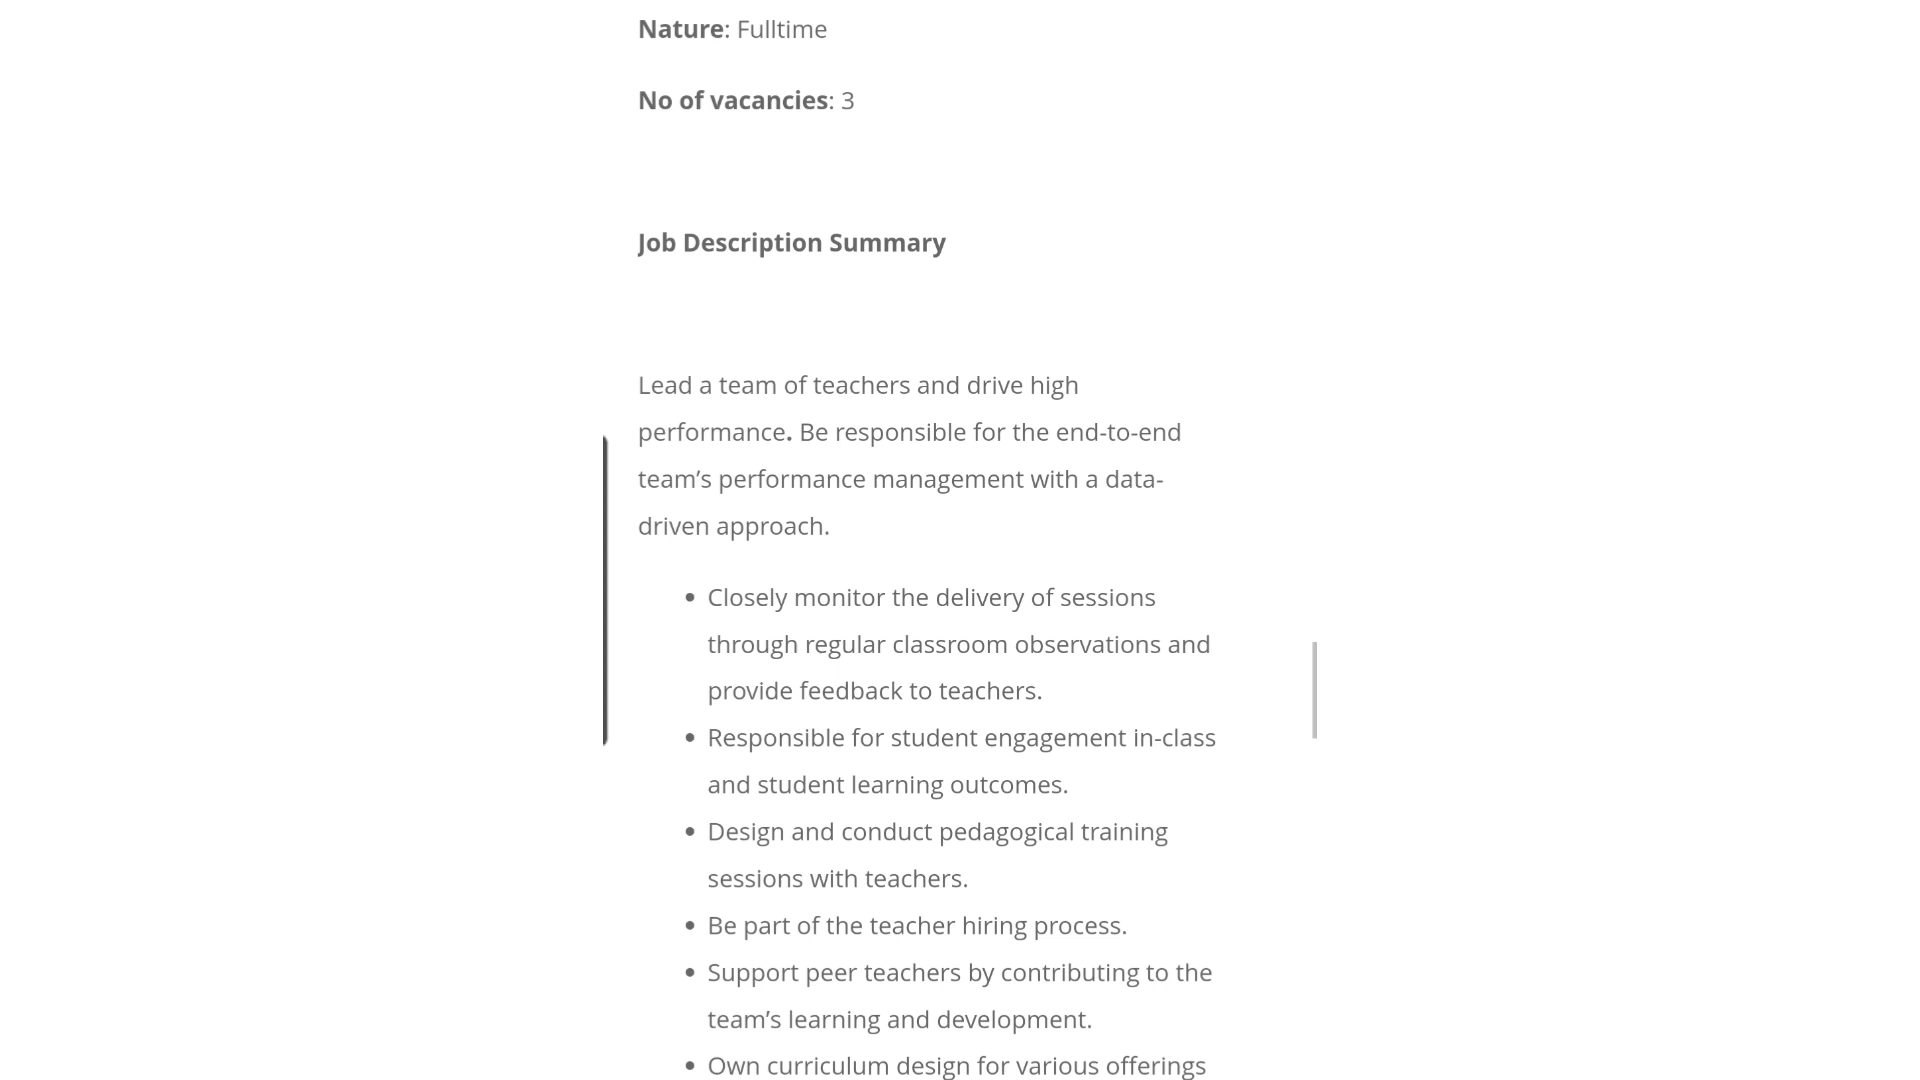 Nature: Fulltime
No of vacancies: 3
Job Description Summary
Lead a team of teachers and drive high
performance. Be responsible for the end-to-end
team’s performance management with a data-
driven approach.
• Closely monitor the delivery of sessions
through regular classroom observations and
provide feedback to teachers.
• Responsible for student engagement in-class
and student learning outcomes.
• Design and conduct pedagogical training
sessions with teachers.
• Be part of the teacher hiring process.
• Support peer teachers by contributing to the
team’s learning and development.
• Own curriculum design for various offerings